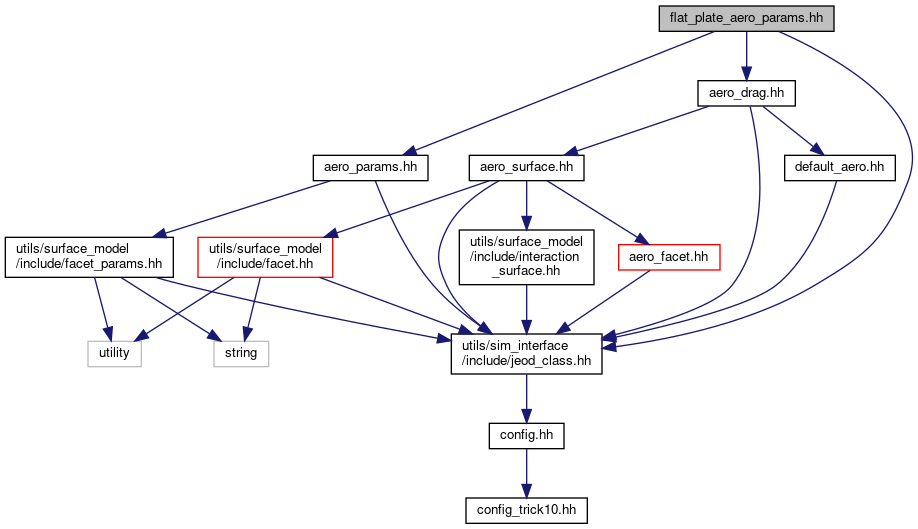 flat_plate_aero_params.hh
aero_drag.hh
aero_params.hh
aero_surface.hh
default_aero.hh
utils/surface_model
/include/facet_params.hh
utils/surface_model
/include/facet.hh
utils/surface_model
/include/interaction
_surface.hh
aero_facet.hh
utility
string
utils/sim_interface
/include/jeod_class.hh
config.hh
config_trick10.hh